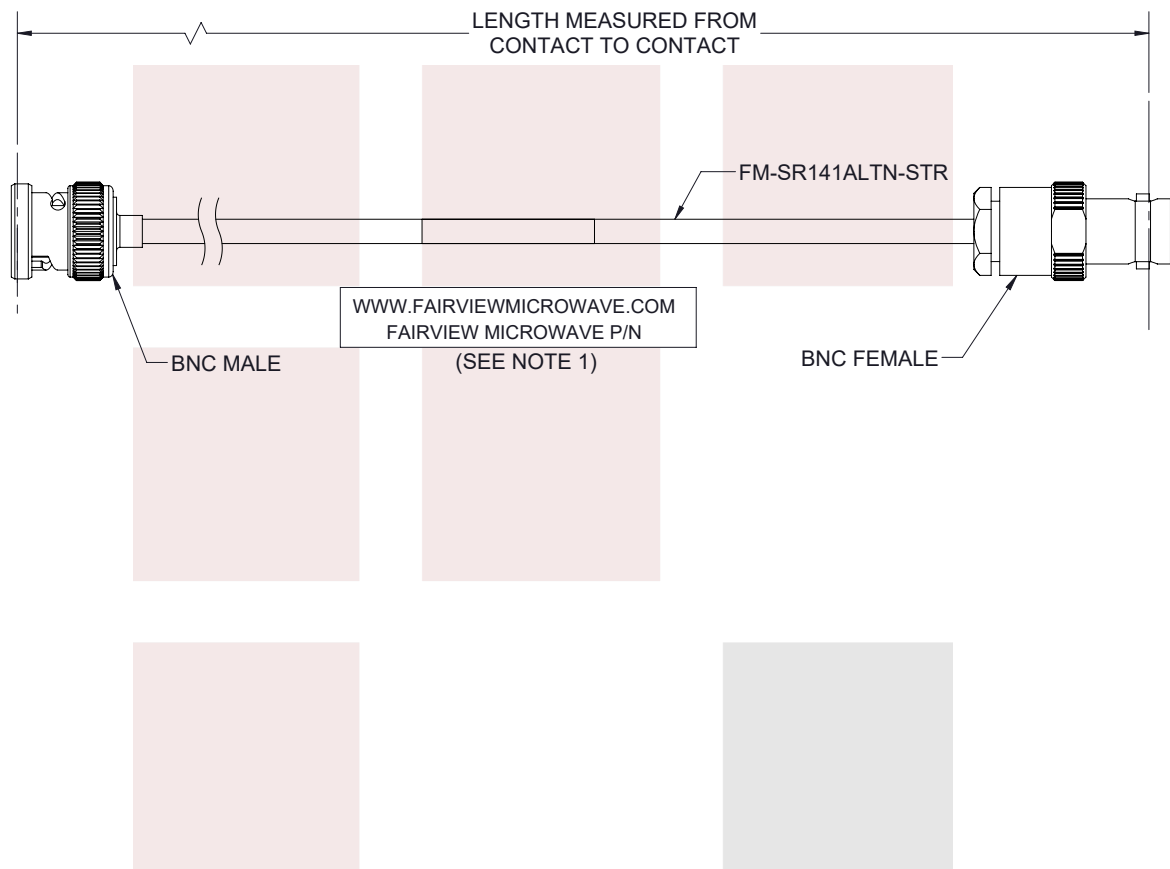 LENGTH MEASURED FROM
CONTACT TO CONTACT
FM-SR141ALTN-STR
WWW.FAIRVIEWMICROWAVE.COM
FAIRVIEW MICROWAVE P/N
(SEE NOTE 1)
BNC MALE
BNC FEMALE